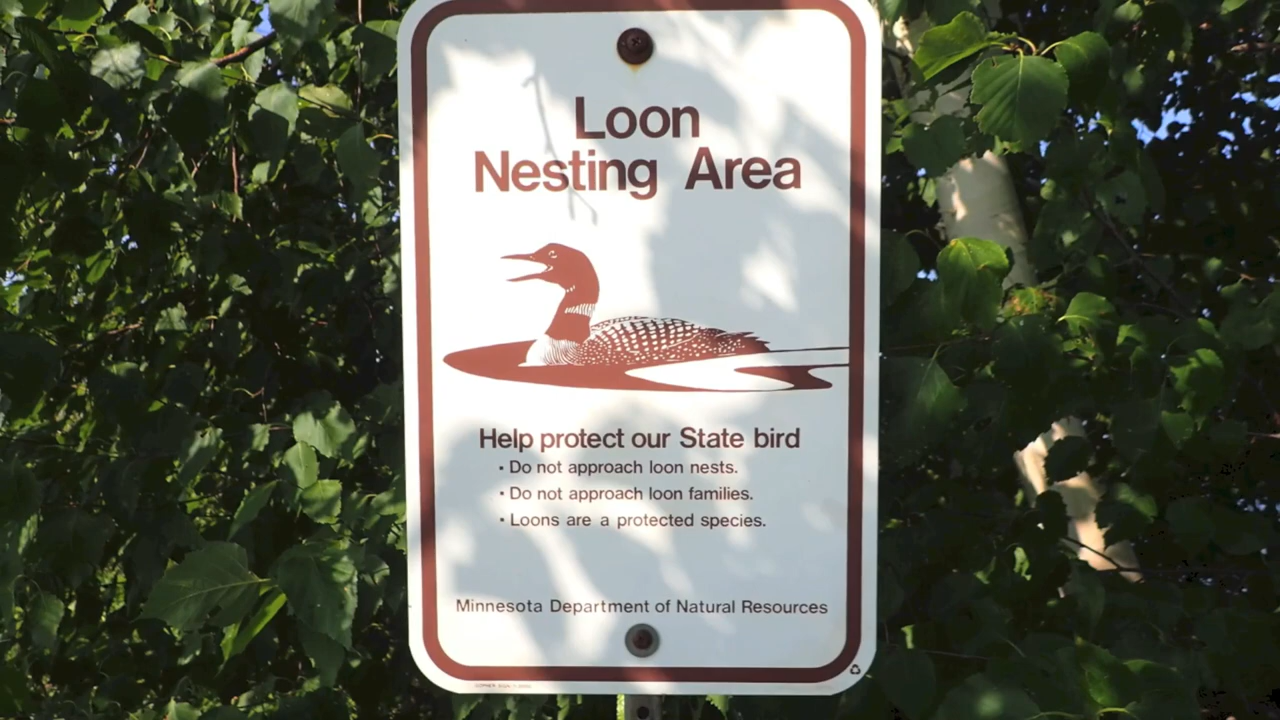 Loon
Nesting Area
Help protect our State bird
· Do not approach loon nests.
· Do not approach loon families.
· Loons are a protected species.
Minnesota Department of Natural Resources